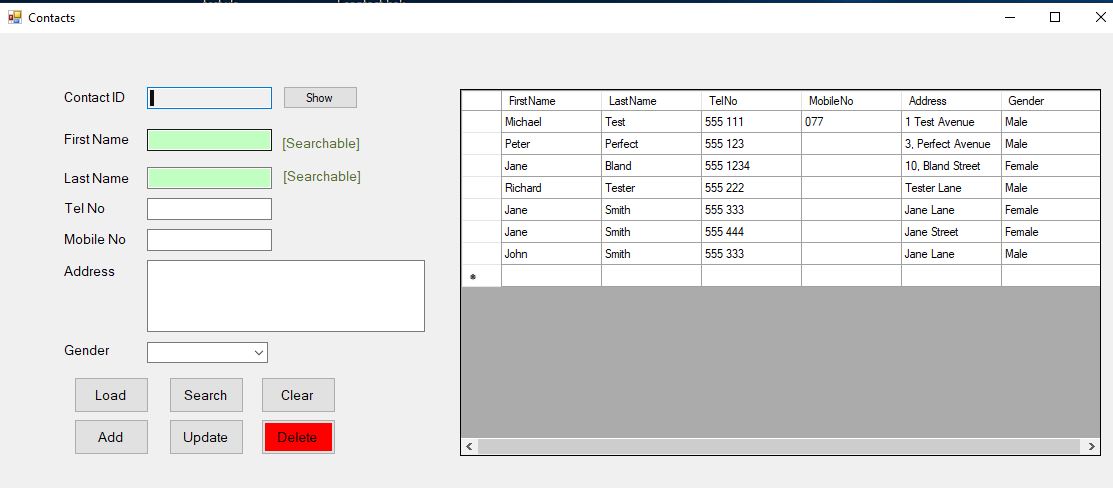 Contacts
Contact ID
Show
First Name
[Searchable]
Last Name
[Searchable]
Tel No
Mobile No
Address
Gender
Load Search Clear
Add Update Delete
FirstName LastName TelNo MobileNo Address Gender
Michael Test 555 111 077 1 Test Avenue Male
Peter Perfect 555 123 3, Perfect Avenue Male
Jane Bland 555 1234 10, Bland Street Female
Richard Tester 555 222 Tester Lane Male
Jane Smith 555 333 Jane Lane Female
Jane Smith 555 444 Jane Street Female
John Smith 555 333 Jane Lane Male